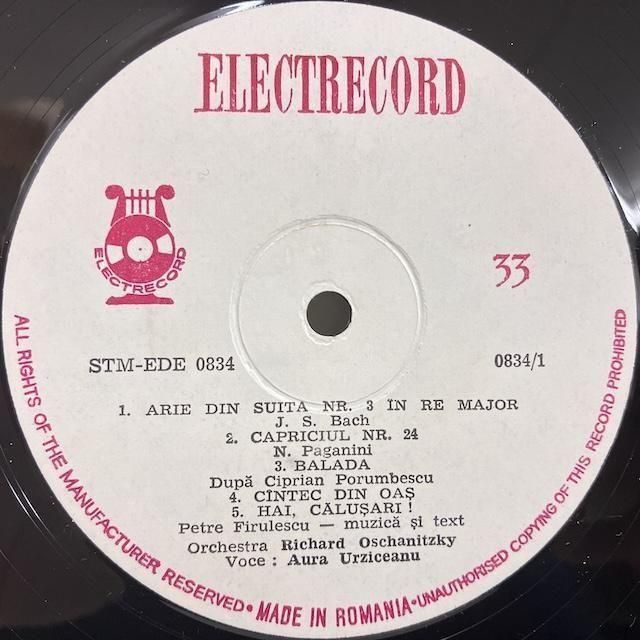 ELECTRECORD
ELECTRECORD
33
STM-EDE 0834
0834/1
1. ARIE DIN SUITA NR. 3 ÎN RE MAJOR
J. S. Bach
2. CAPRICIUL NR. 24
N. Paganini
3. BALADA
După Ciprian Porumbescu
4. CÎNTEC DIN OAȘ
5. HAI, CĂLUȘARI !
Petre Firulescu — muzică și text
Orchestra Richard Oschanitzky
Voce : Aura Urziceanu
ALL RIGHTS OF THE MANUFACTURER RESERVED • MADE IN ROMANIA • UNAUTHORISED COPYING OF THIS RECORD PROHIBITED